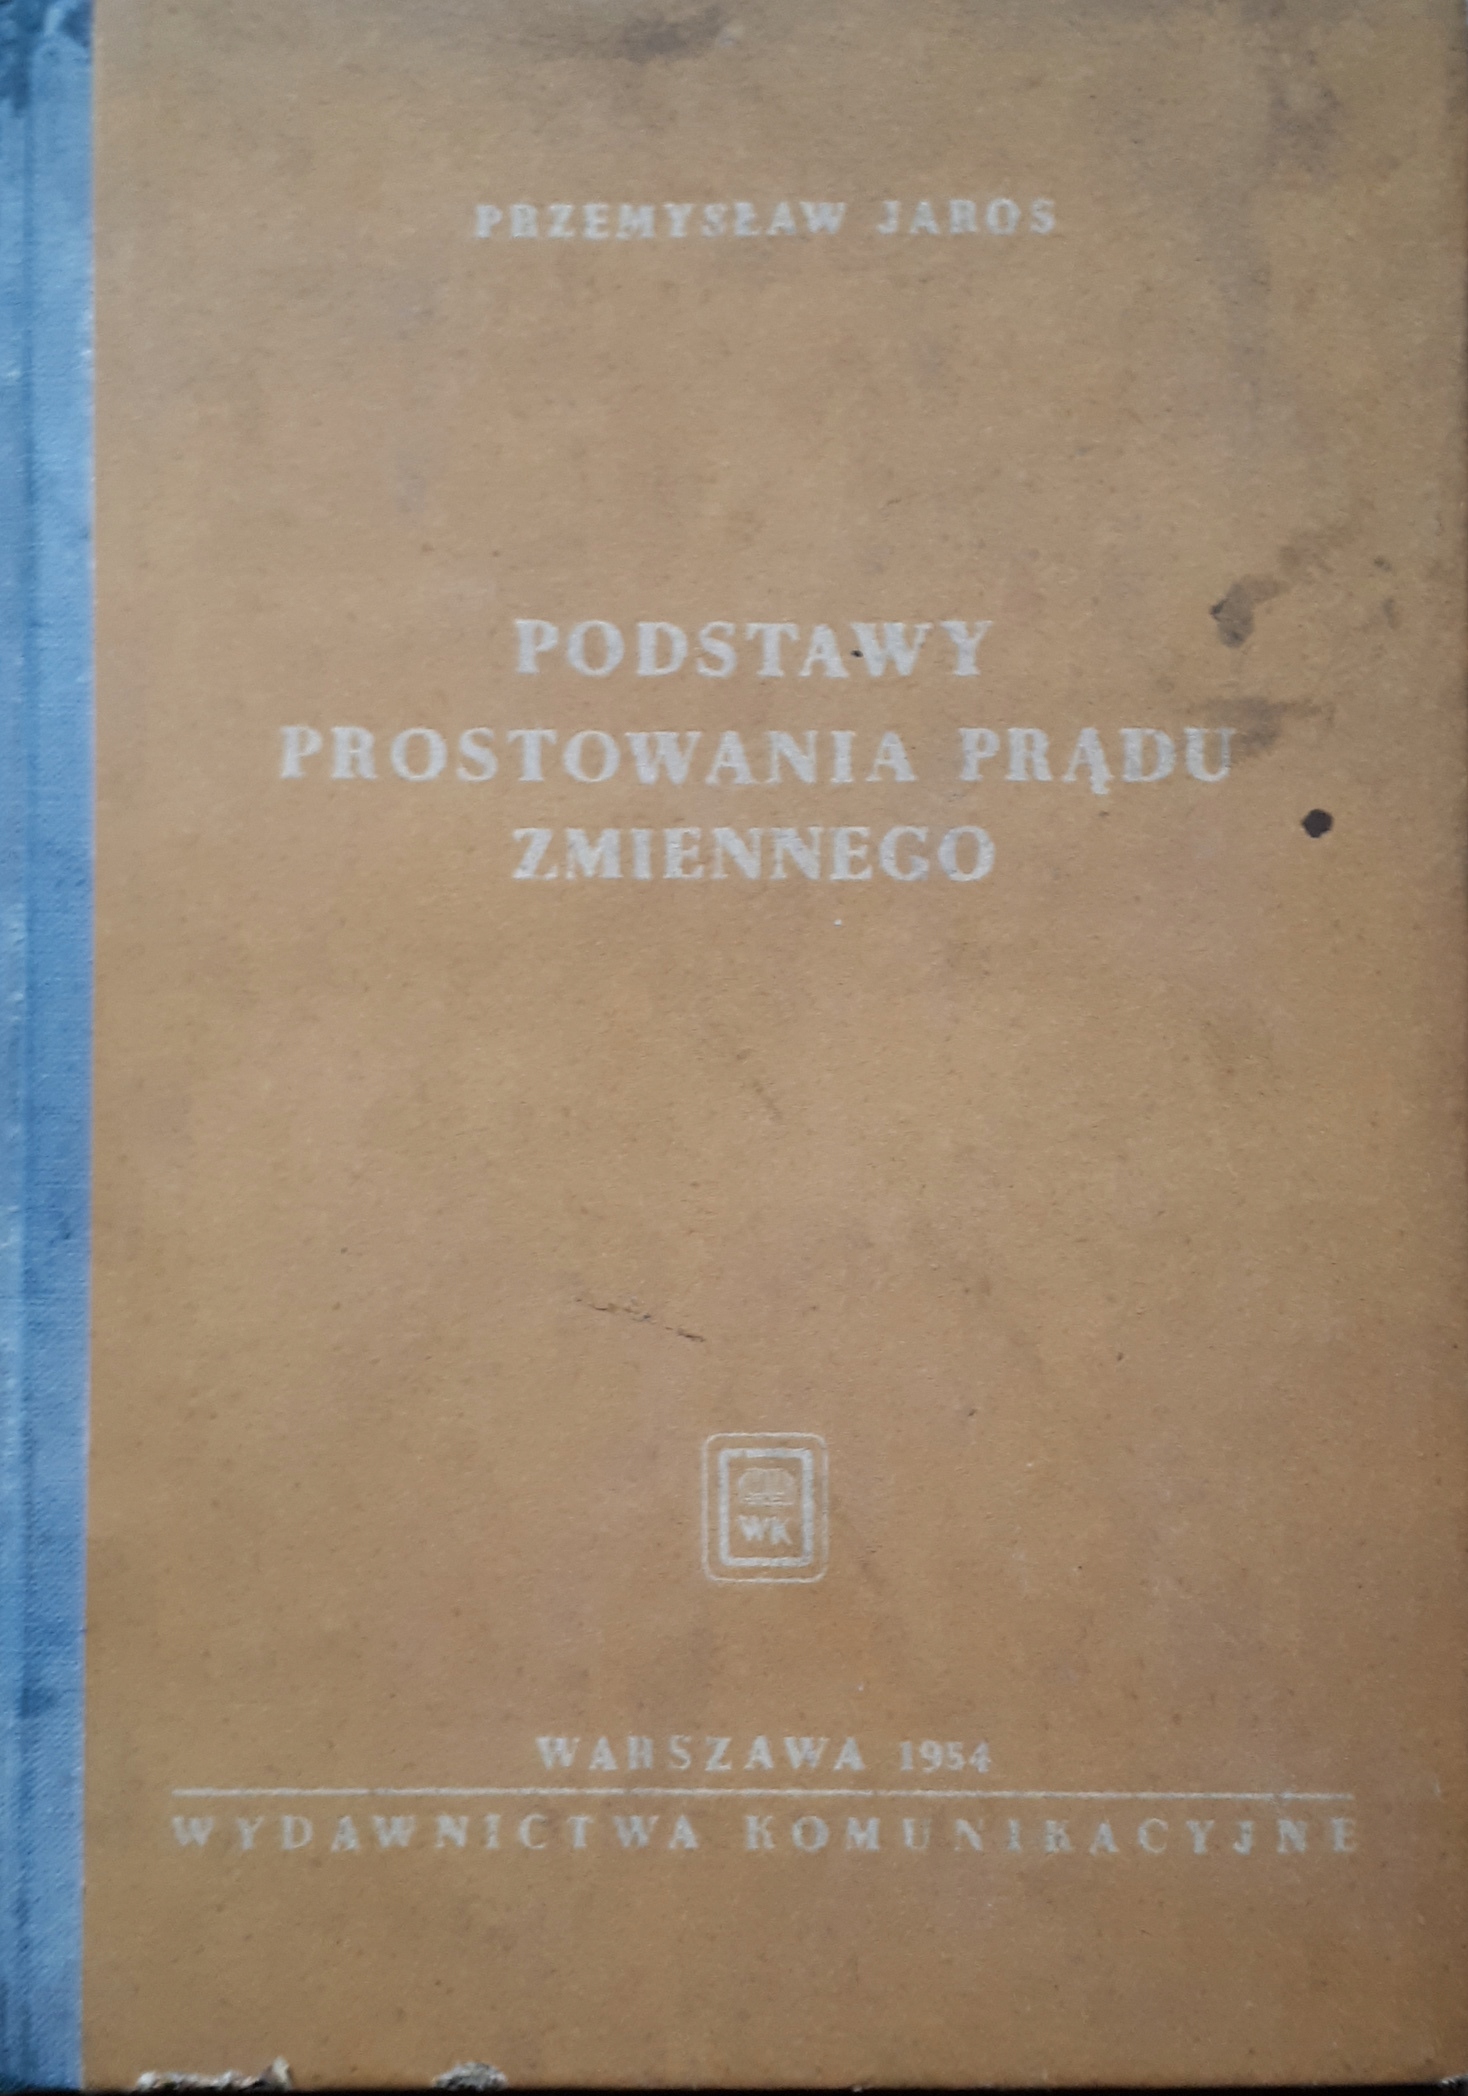 PRZEMYSŁAW JAROS
PODSTAWY
PROSTOWANIA PRĄDU
ZMIENNEGO
WK
WARSZAWA 1954
WYDAWNICTWA KOMUNIKACYJNE